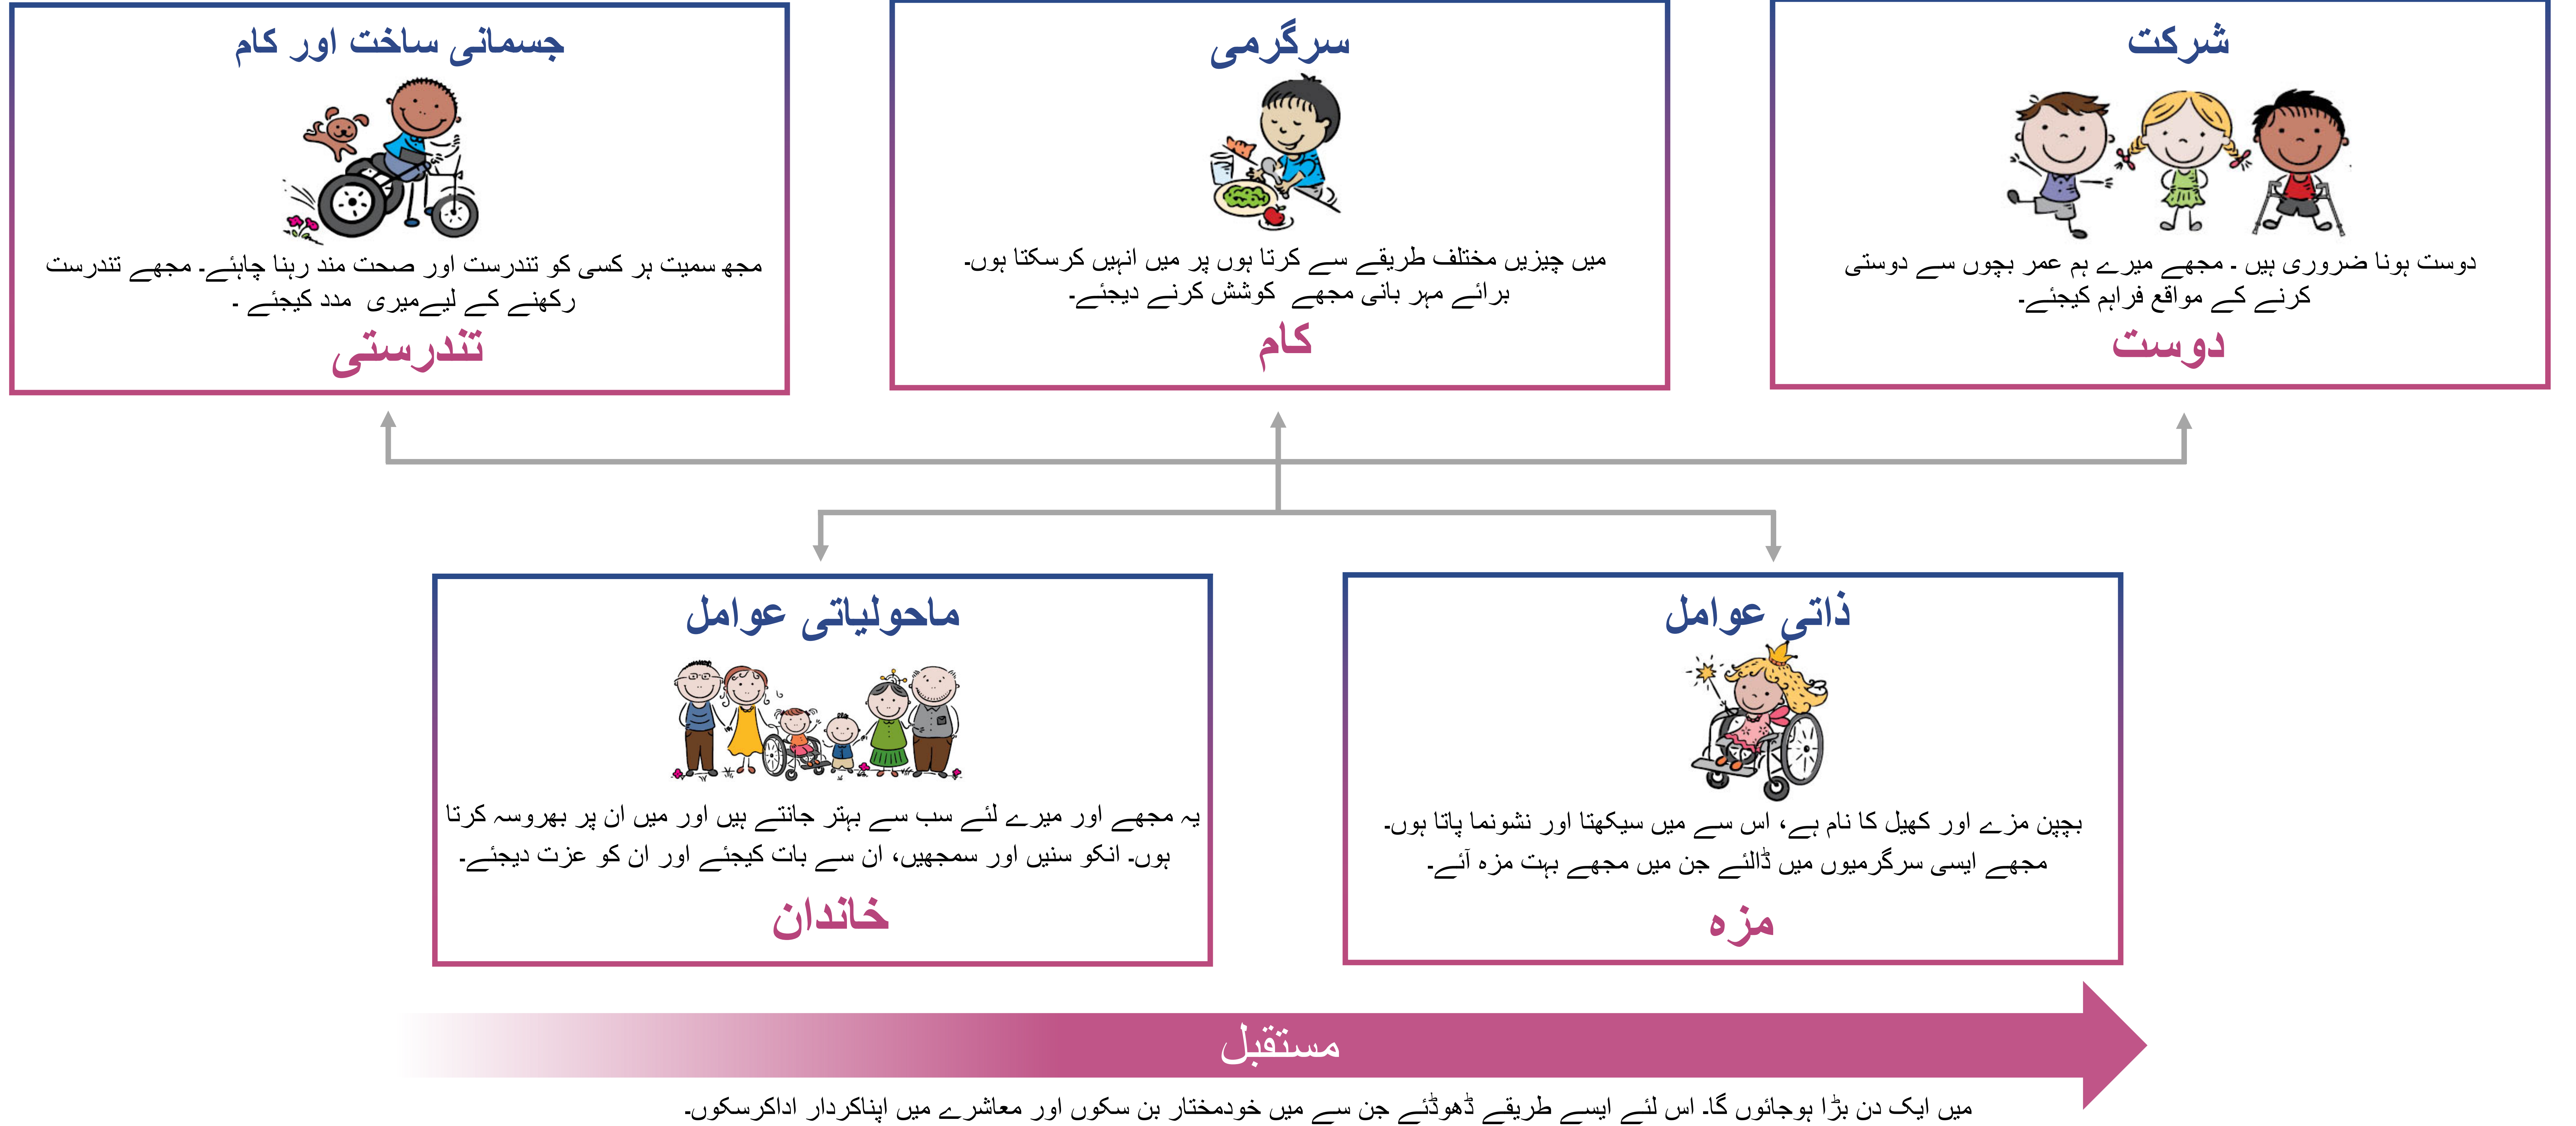 شرکت
دوست ہونا ضروری ہیں ۔ مجھے میرے ہم عمر بچوں سے دوستی
کرنے کے مواقع فراہم کیجئے۔
دوست
سرگرمی
میں چیزیں مختلف طریقے سے کرتا ہوں پر میں انہیں کرسکتا ہوں۔
برائے مہر بانی مجھے کوشش کرنے دیجئے۔
کام
جسمانی ساخت اور کام
مجھ سمیت ہر کسی کو تندرست اور صحت مند رہنا چاہئے۔ مجھے تندرست
رکھنے کے لیےمیری مدد کیجئے ۔
تندرستی
ذاتی عوامل
بچپن مزے اور کھیل کا نام ہے، اس سے میں سیکھتا اور نشونما پاتا ہوں۔
مجھے ایسی سرگرمیوں میں ڈالئے جن میں مجھے بہت مزہ آئے۔
مزہ
ماحولیاتی عوامل
یہ مجھے اور میرے لئے سب سے بہتر جانتے ہیں اور میں ان پر بھروسہ کرتا
ہوں۔ انکو سنیں اور سمجھیں، ان سے بات کیجئے اور ان کو عزت دیجئے۔
خاندان
مستقبل
میں ایک دن بڑا ہوجائوں گا۔ اس لئے ایسے طریقے ڈھوڈئے جن سے میں خودمختار بن سکوں اور معاشرے میں اپناکردار اداکرسکوں۔